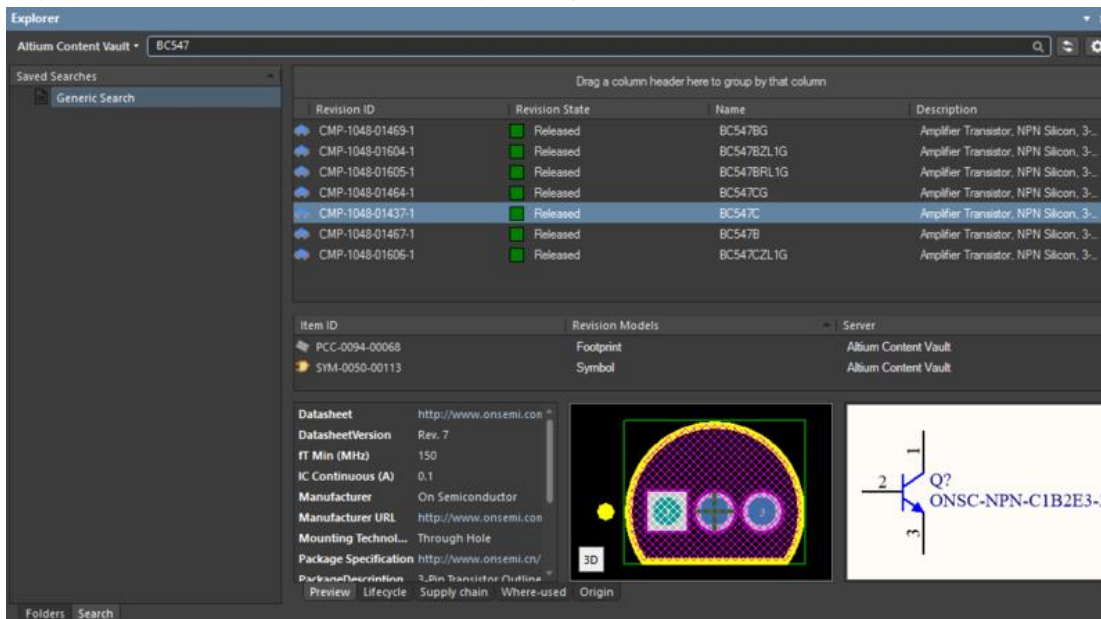 Explorer
Altium Content Vault BC547
Saved Searches
Generic Search
Drag a column header here to group by that column
Revision ID Revision State Name Description
CMP-1048-01469-1 Released BC547BG Amplifier Transistor, NPN Silicon, 3-...
CMP-1048-01604-1 Released BC547BZL1G Amplifier Transistor, NPN Silicon, 3-...
CMP-1048-01605-1 Released BC547BRL1G Amplifier Transistor, NPN Silicon, 3-...
CMP-1048-01464-1 Released BC547CG Amplifier Transistor, NPN Silicon, 3-...
CMP-1048-01437-1 Released BC547C Amplifier Transistor, NPN Silicon, 3-...
CMP-1048-01467-1 Released BC547B Amplifier Transistor, NPN Silicon, 3-...
CMP-1048-01606-1 Released BC547CZL1G Amplifier Transistor, NPN Silicon, 3-...
Item ID Revision Models Server
PCC-0094-00068 Footprint Altium Content Vault
SYM-0050-00113 Symbol Altium Content Vault
Datasheet http://www.onsemi.con
DatasheetVersion Rev. 7
fT Min (MHz) 150
IC Continuous (A) 0.1
Manufacturer On Semiconductor
Manufacturer URL http://www.onsemi.con
Mounting Technol... Through Hole
Package Specification http://www.onsemi.cn/
PackageDescription 3-Pin Transistor Outline
3
3D
1
2 Q?
ONSC-NPN-C1B2E3-
3
Preview Lifecycle Supply chain Where-used Origin
Folders Search